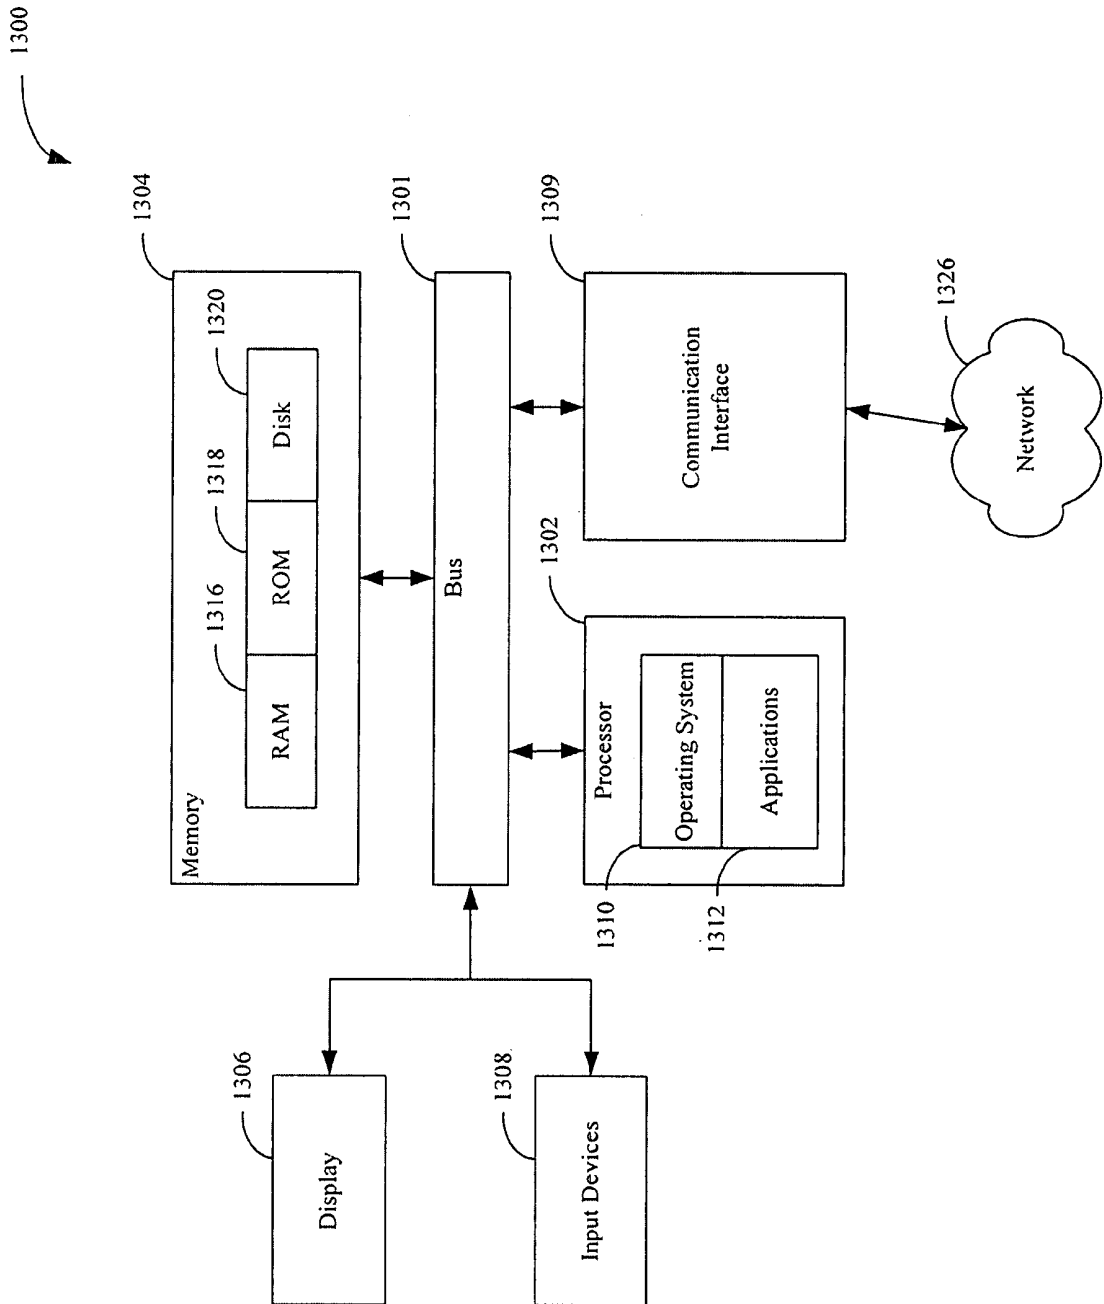 1300
1304
Memory
1316
1318
1320
RAM
ROM
Disk
1301
Bus
1306
Display
1308
Input Devices
1302
Processor
1310
Operating System
1312
Applications
1309
Communication
Interface
1326
Network